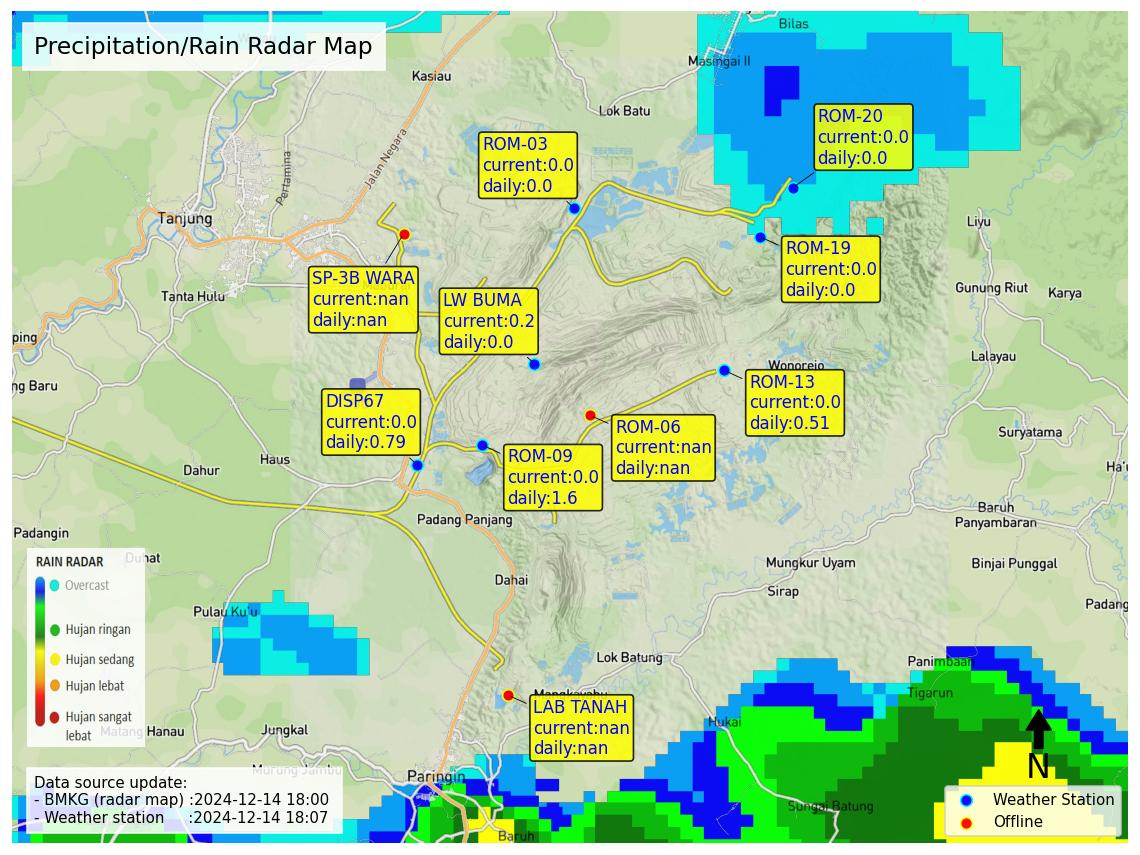 Precipitation/Rain Radar Map
Bilas
Masingai II
Kasiau
Lok Batu
Jalan Negara
Pertamina
ROM-20
current:0.0
daily:0.0
ROM-03
current:0.0
daily:0.0
Tanjung
Liyu
ROM-19
current:0.0
daily:0.0
SP-3B WARA
current:nan
daily:nan
LW BUMA
current:0.2
daily:0.0
Tanta Hulu
Gunung Riut
Karya
ping
Lalayau
Wonorejo
ng Baru
ROM-13
current:0.0
daily:0.51
DISP67
current:0.0
daily:0.79
ROM-06
current:nan
daily:nan
Suryatama
ROM-09
current:0.0
daily:1.6
Haus
Dahur
Ha'u
Baruh
Panyambaran
Padang Panjang
Padangin
Duhat
Mungkur Uyam
Binjai Punggal
Dahai
Sirap
Padang
RAIN RADAR
Overcast
Hujan ringan
Hujan sedang
Hujan lebat
Hujan sangat
lebat
Pulau Ku'u
Lok Batung
Panimbaan
Tigarun
Mangkayahu
LAB TANAH
current:nan
daily:nan
Hukai
Matang Hanau
Jungkal
Murung Jambu
Paringin
N
Data source update:
- BMKG (radar map) :2024-12-14 18:00
- Weather station :2024-12-14 18:07
Sungai Batung
Baruh
Weather Station
Offline